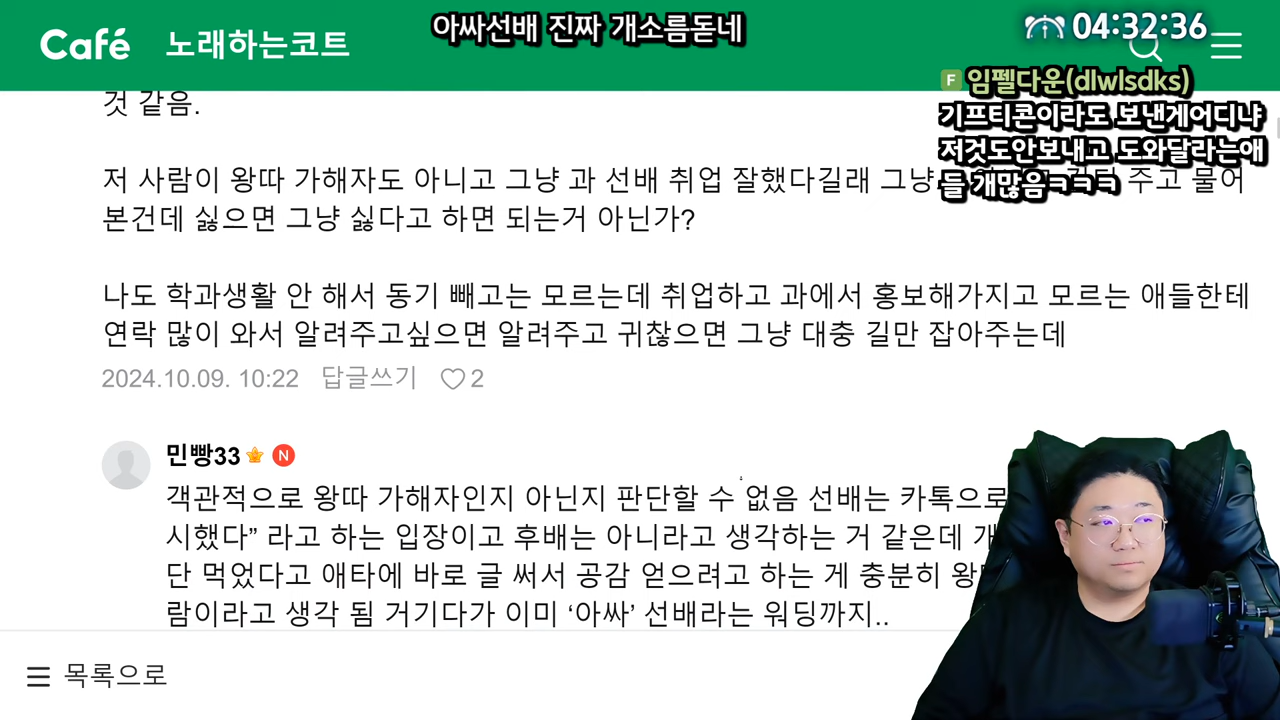 Café 노래하는코트
아싸선배 진짜 개소름돋네
04:32:36
F 임펠다운(dlwlsdks)
기프티콘이라도 보낸게어디냐
저것도안보내고 도와달라는애
들 개많음ㅋㅋㅋ
것 같음.
저 사람이 왕따 가해자도 아니고 그냥 과 선배 취업 잘했다길래 그냥 주고 물어
본건데 싫으면 그냥 싫다고 하면 되는거 아닌가?
나도 학과생활 안 해서 동기 빼고는 모르는데 취업하고 과에서 홍보해가지고 모르는 애들한테
연락 많이 와서 알려주고싶으면 알려주고 귀찮으면 그냥 대충 길만 잡아주는데
2024.10.09. 10:22 답글쓰기 2
민빵33 N
객관적으로 왕따 가해자인지 아닌지 판단할 수 없음 선배는 카톡으로
시했다” 라고 하는 입장이고 후배는 아니라고 생각하는 거 같은데 개
단 먹었다고 애타에 바로 글 써서 공감 얻으려고 하는 게 충분히
람이라고 생각 됨 거기다가 이미 ‘아싸’ 선배라는 워딩까지..
목록으로